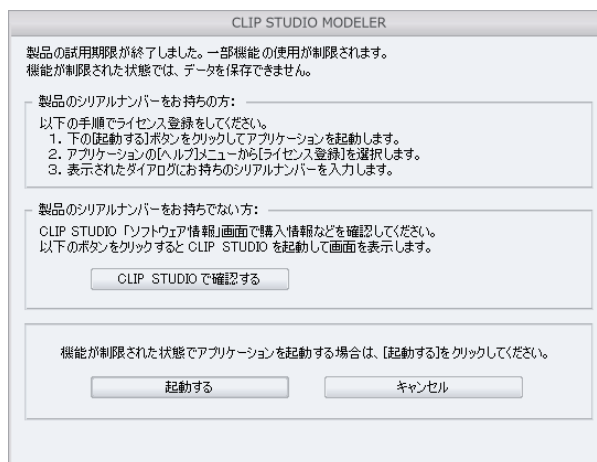 CLIP STUDIO MODELER
製品の試用期限が終了しました。一部機能の使用が制限されます。
機能が制限された状態では、データを保存できません。
製品のシリアルナンバーをお持ちの方:
以下の手順でライセンス登録をしてください。
1. 下の[起動する]ボタンをクリックしてアプリケーションを起動します。
2. アプリケーションの[ヘルプ]メニューから[ライセンス登録]を選択します。
3. 表示されたダイアログにお持ちのシリアルナンバーを入力します。
製品のシリアルナンバーをお持ちでない方:
CLIP STUDIO「ソフトウェア情報」画面で購入情報などを確認してください。
以下のボタンをクリックすると CLIP STUDIO を起動して画面を表示します。
CLIP STUDIO で確認する
機能が制限された状態でアプリケーションを起動する場合は、[起動する]をクリックしてください。
起動する
キャンセル